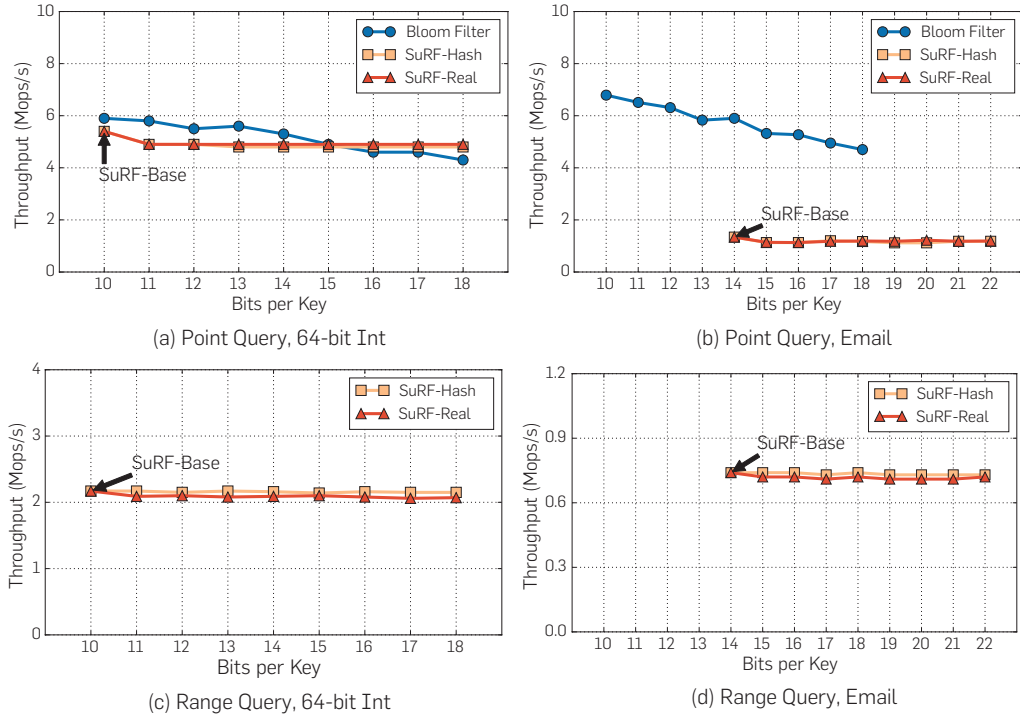 10
8
6
4
2
0
Throughput (Mops/s)
Bloom Filter
SuRF-Hash
SuRF-Real
SuRF-Base
10 11 12 13 14 15 16 17 18
Bits per Key
(a) Point Query, 64-bit Int
10
8
6
4
2
0
Throughput (Mops/s)
Bloom Filter
SuRF-Hash
SuRF-Real
SuRF-Base
10 11 12 13 14 15 16 17 18 19 20 21 22
Bits per Key
(b) Point Query, Email
4
3
2
1
0
Throughput (Mops/s)
SuRF-Hash
SuRF-Real
SuRF-Base
10 11 12 13 14 15 16 17 18
Bits per Key
(c) Range Query, 64-bit Int
1.2
0.9
0.6
0.3
0.0
Throughput (Mops/s)
SuRF-Hash
SuRF-Real
SuRF-Base
10 11 12 13 14 15 16 17 18 19 20 21 22
Bits per Key
(d) Range Query, Email